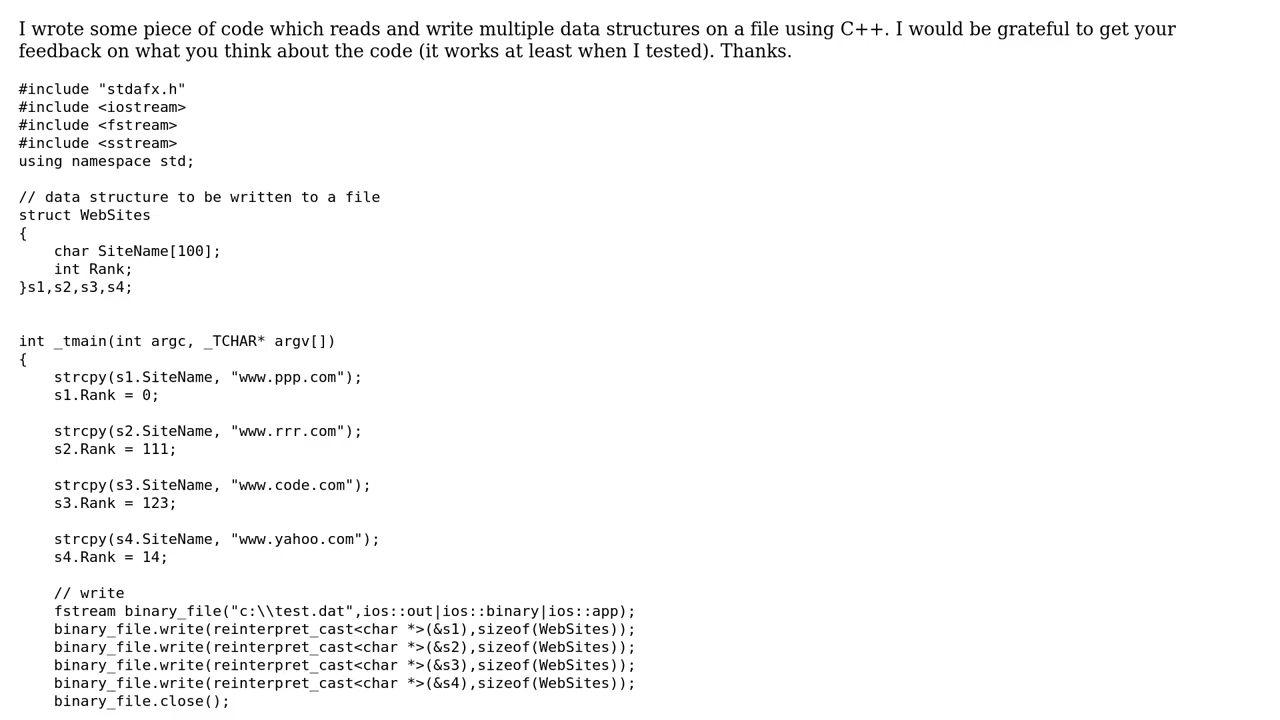 I wrote some piece of code which reads and write multiple data structures on a file using C++. I would be grateful to get your
feedback on what you think about the code (it works at least when I tested). Thanks.
#include "stdafx.h"
#include <iostream>
#include <fstream>
#include <sstream>
using namespace std;
// data structure to be written to a file
struct WebSites
{
    char SiteName[100];
    int Rank;
}s1,s2,s3,s4;
int _tmain(int argc, _TCHAR* argv[])
{
    strcpy(s1.SiteName, "www.ppp.com");
    s1.Rank = 0;
    strcpy(s2.SiteName, "www.rrr.com");
    s2.Rank = 111;
    strcpy(s3.SiteName, "www.code.com");
    s3.Rank = 123;
    strcpy(s4.SiteName, "www.yahoo.com");
    s4.Rank = 14;
    // write
    fstream binary_file("c:\\test.dat",ios::out|ios::binary|ios::app);
    binary_file.write(reinterpret_cast<char *>(&s1),sizeof(WebSites));
    binary_file.write(reinterpret_cast<char *>(&s2),sizeof(WebSites));
    binary_file.write(reinterpret_cast<char *>(&s3),sizeof(WebSites));
    binary_file.write(reinterpret_cast<char *>(&s4),sizeof(WebSites));
    binary_file.close();